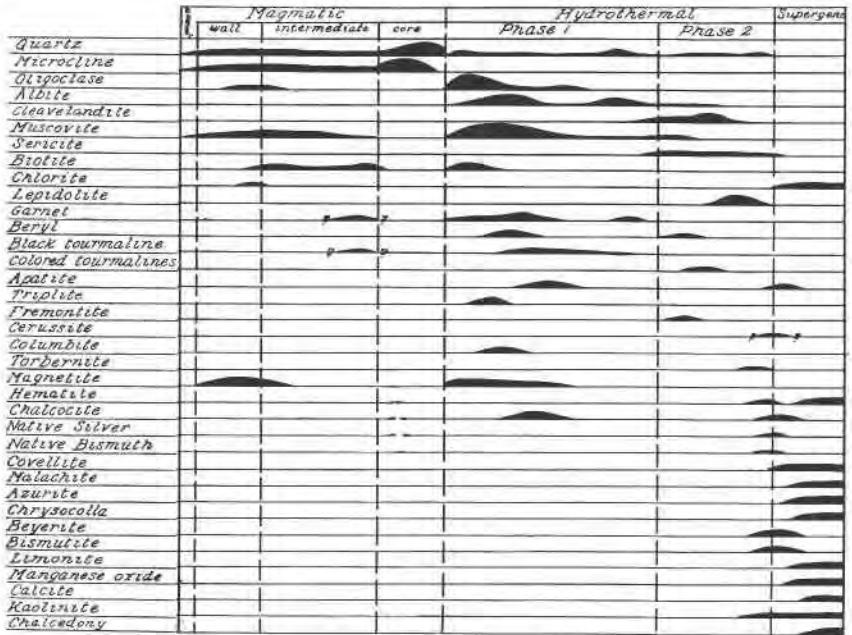 Magmatic Hydrothermal Supergene
wall intermediate core Phase 1 Phase 2
Quartz
Microcline
Oligoclase
Albite
Cleavelandite
Muscovite
Sericite
Biotite
Chlorite
Lepidolite
Garnet
Beryl
Black tourmaline
Colored tourmalines
Apatite
Triplite
Fremontite
Cerussite
Columbite
Torbernite
Magnetite
Hematite
Chalcocite
Native Silver
Native Bismuth
Covellite
Malachite
Azurite
Chrysocolla
Beyerite
Bismutite
Limonite
Manganese oxide
Calcite
Kaolinite
Chalcedony